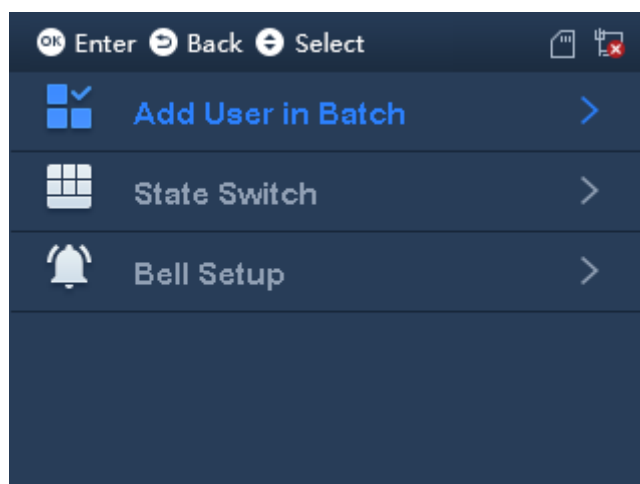 OK Enter Back Select
Add User in Batch
State Switch
Bell Setup